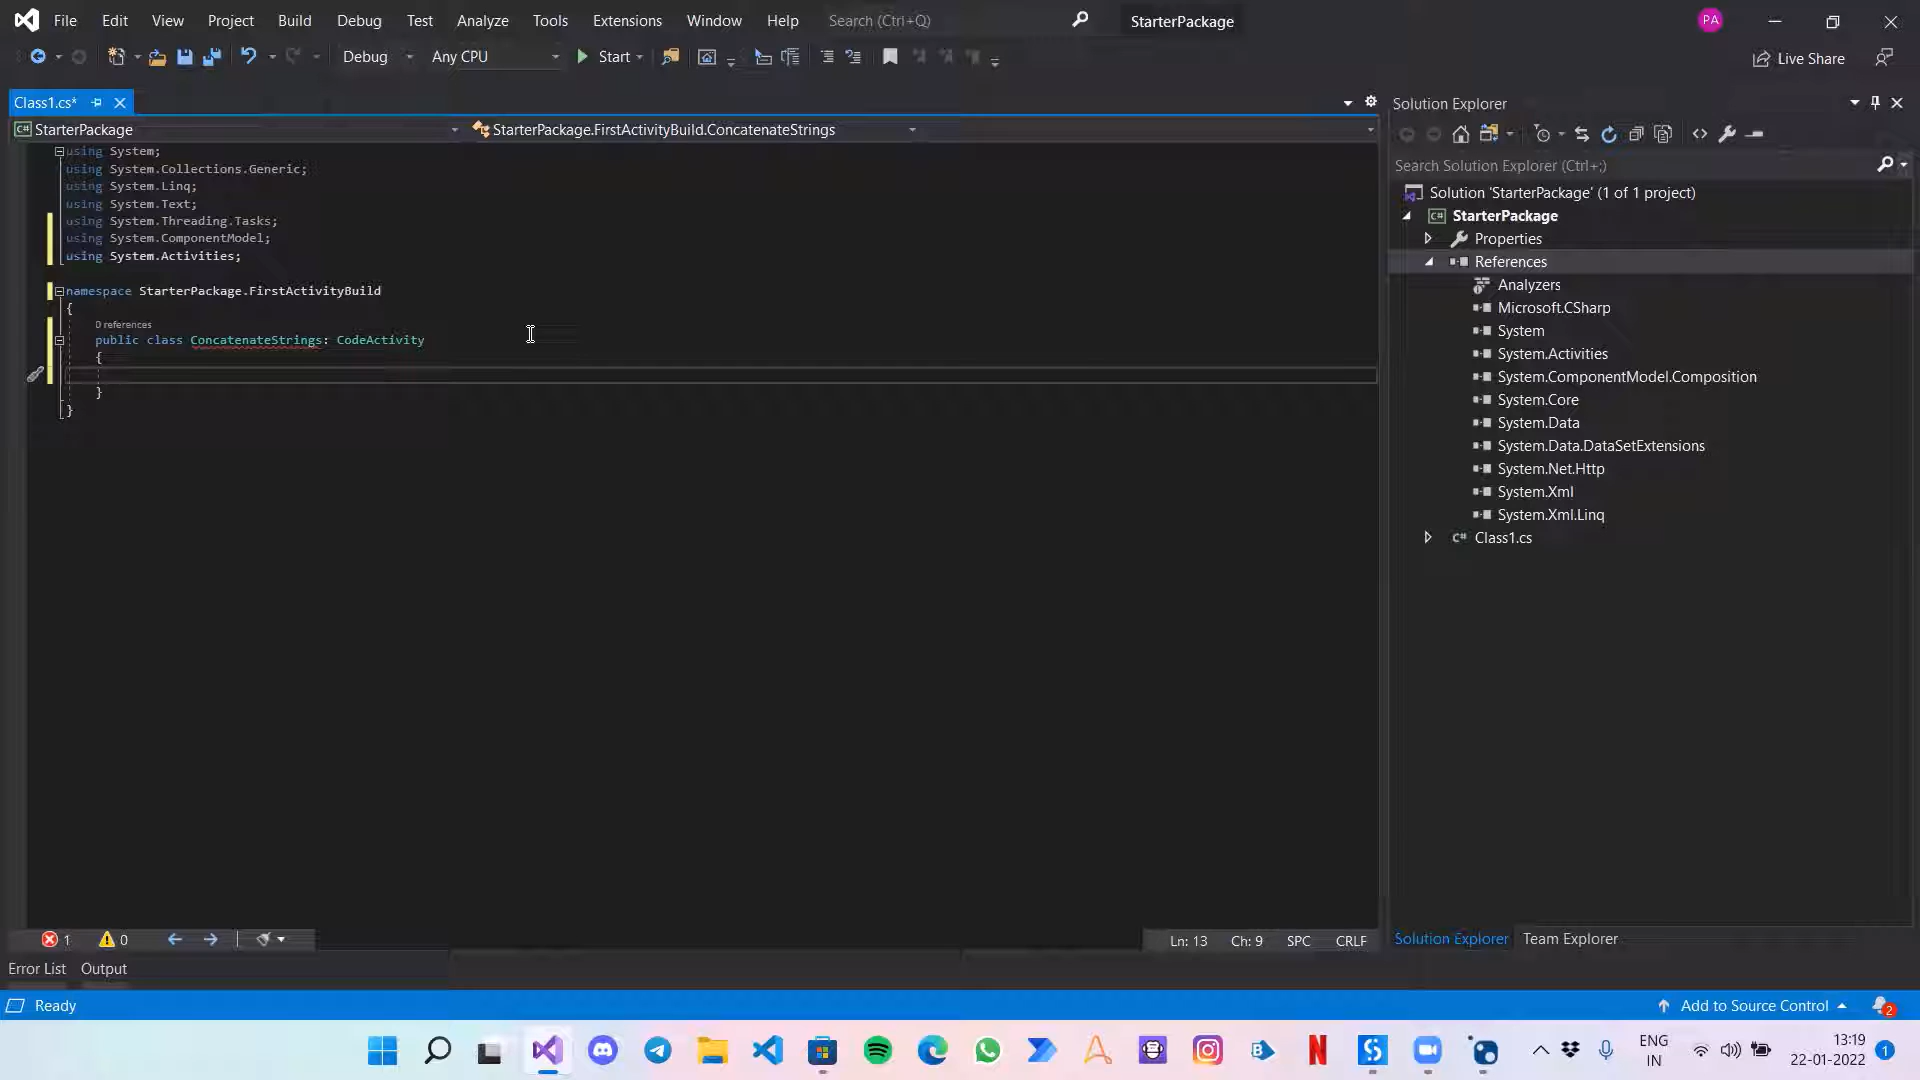 File Edit View Project Build Debug Test Analyze Tools Extensions Window Help Search (Ctrl+Q) StarterPackage PA
Debug Any CPU Start Live Share
Class1.cs* Solution Explorer
C# StarterPackage StarterPackage.FirstActivityBuild.ConcatenateStrings
using System;
using System.Collections.Generic;
using System.Linq;
using System.Text;
using System.Threading.Tasks;
using System.ComponentModel;
using System.Activities;
namespace StarterPackage.FirstActivityBuild
{
0 references
public class ConcatenateStrings: CodeActivity
{
}
}
Search Solution Explorer (Ctrl+;)
Solution 'StarterPackage' (1 of 1 project)
C# StarterPackage
Properties
References
Analyzers
Microsoft.CSharp
System
System.Activities
System.ComponentModel.Composition
System.Core
System.Data
System.Data.DataSetExtensions
System.Net.Http
System.Xml
System.Xml.Linq
C# Class1.cs
1 0 Ln: 13 Ch: 9 SPC CRLF
Solution Explorer Team Explorer
Error List Output
Ready Add to Source Control 2
ENG
IN
13:19
22-01-2022
1